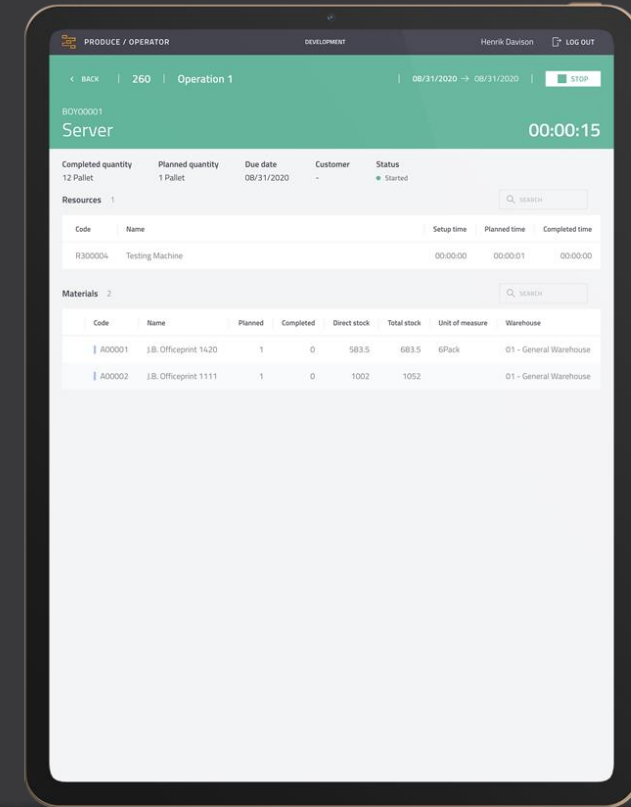 PRODUCE / OPERATOR DEVELOPMENT Henrik Davison LOG OUT
< BACK | 260 | Operation 1 | 08/31/2020 → 08/31/2020 | STOP
BOY00001
Server 00:00:15
Completed quantity Planned quantity Due date Customer Status
12 Pallet 1 Pallet 08/31/2020 - Started
Resources 1 SEARCH
Code Name Setup time Planned time Completed time
R300004 Testing Machine 00:00:00 00:00:01 00:00:00
Materials 2 SEARCH
Code Name Planned Completed Direct stock Total stock Unit of measure Warehouse
A00001 J.B. Officeprint 1420 1 0 583.5 683.5 6Pack 01 - General Warehouse
A00002 J.B. Officeprint 1111 1 0 1002 1052 01 - General Warehouse